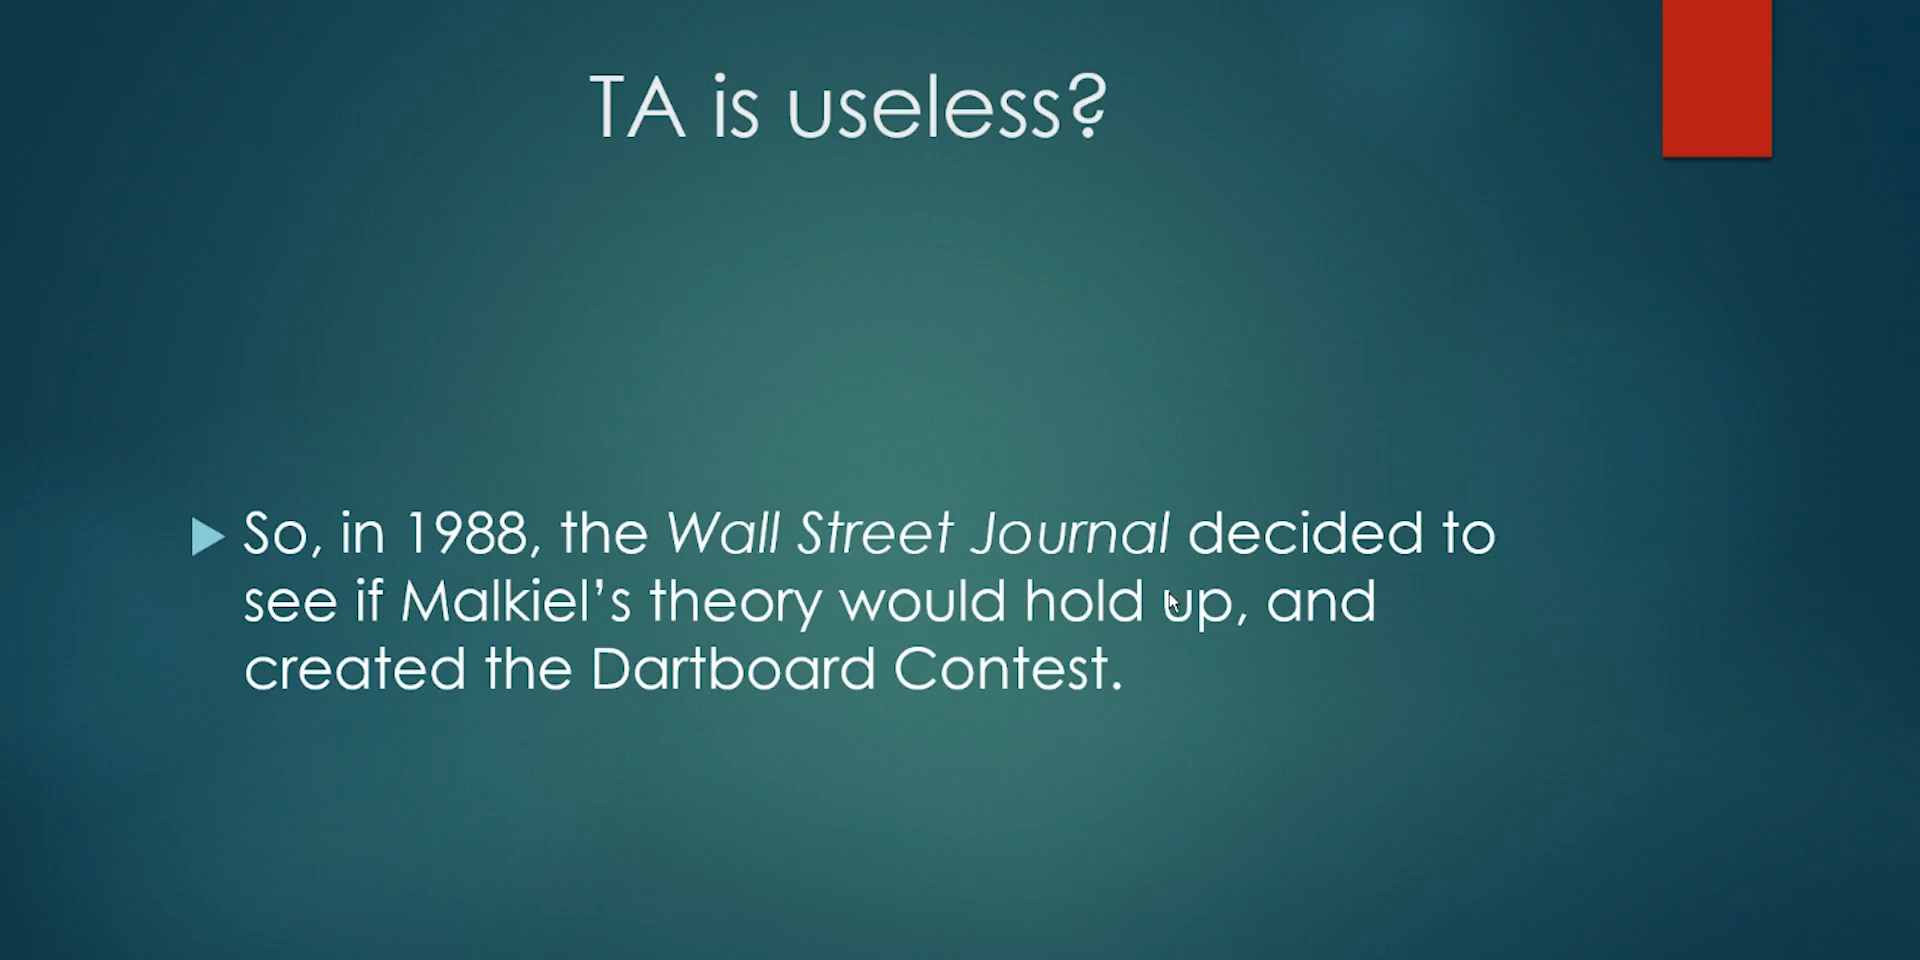 TA is useless?
So, in 1988, the Wall Street Journal decided to
see if Malkiel’s theory would hold up, and
created the Dartboard Contest.